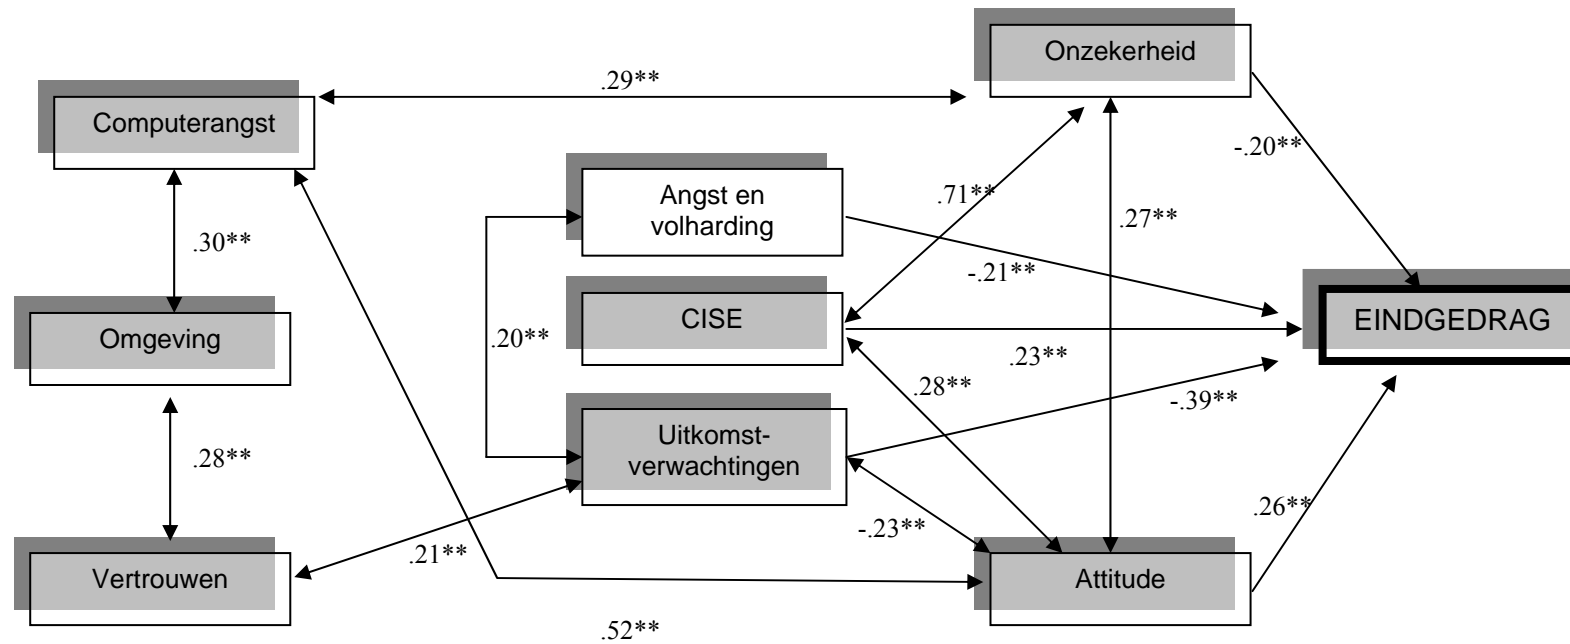 Onzekerheid
.29**
Computerangst
-.20**
.71**
Angst en
volharding
.27**
.30**
-.21**
CISE
EINDGEDRAG
Omgeving
.20**
.23**
.28**
-.39**
Uitkomst-
verwachtingen
.28**
.26**
-.23**
.21**
Vertrouwen
Attitude
.52**